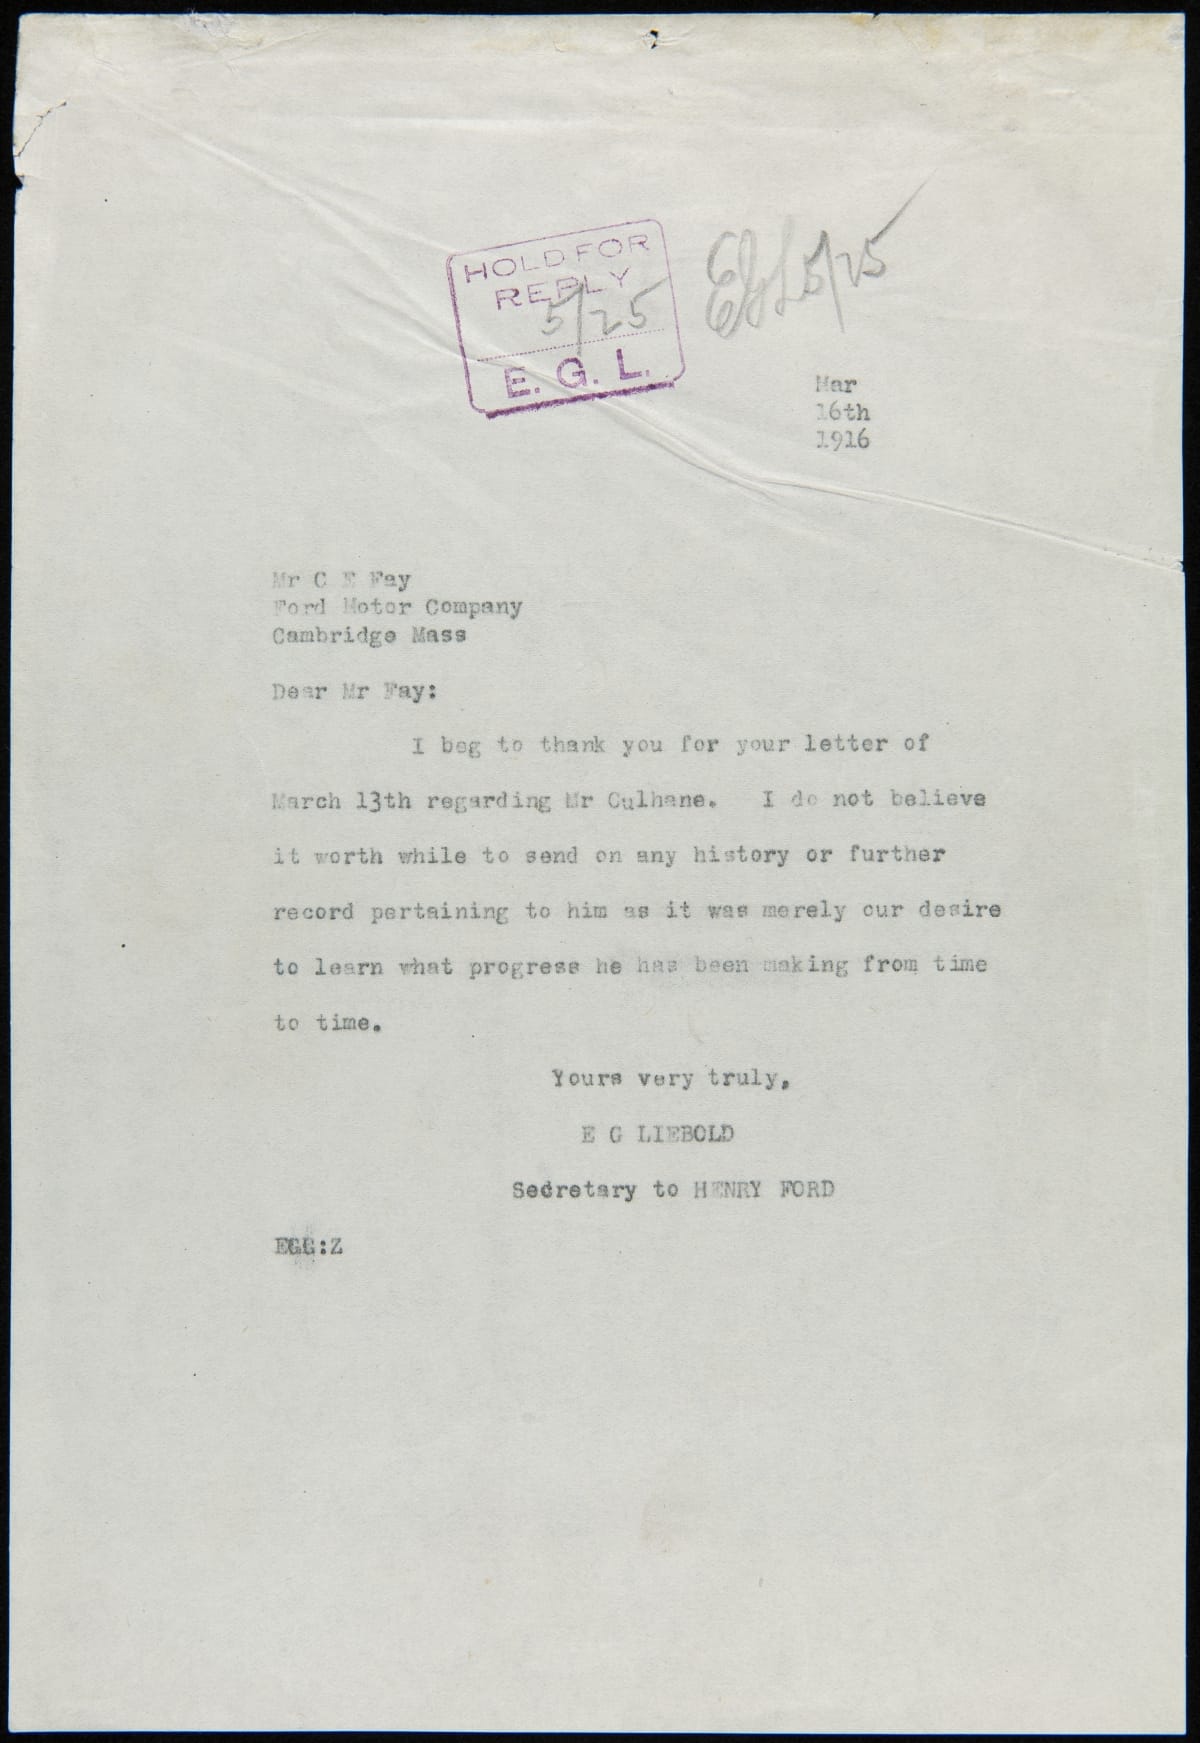 HOLD FOR
REPLY
5/25
E. G. L.
EGL 5/25
Mar
16th
1916
Mr C E Fay
Ford Motor Company
Cambridge Mass
Dear Mr Fay:
I beg to thank you for your letter of
March 13th regarding Mr Culhane. I do not believe
it worth while to send on any history or further
record pertaining to him as it was merely our desire
to learn what progress he has been making from time
to time.
Yours very truly,
E G LIEBOLD
Secretary to HENRY FORD
EGG:Z